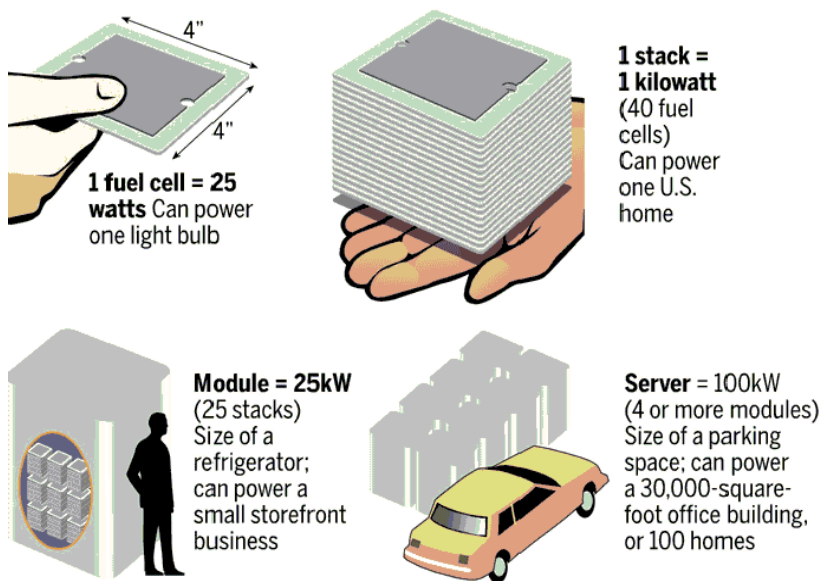 4"
4"
1 fuel cell = 25
watts Can power
one light bulb
1 stack =
1 kilowatt
(40 fuel
cells)
Can power
one U.S.
home
Module = 25kW
(25 stacks)
Size of a
refrigerator;
can power a
small storefront
business
Server = 100kW
(4 or more modules)
Size of a parking
space; can power
a 30,000-square-
foot office building,
or 100 homes